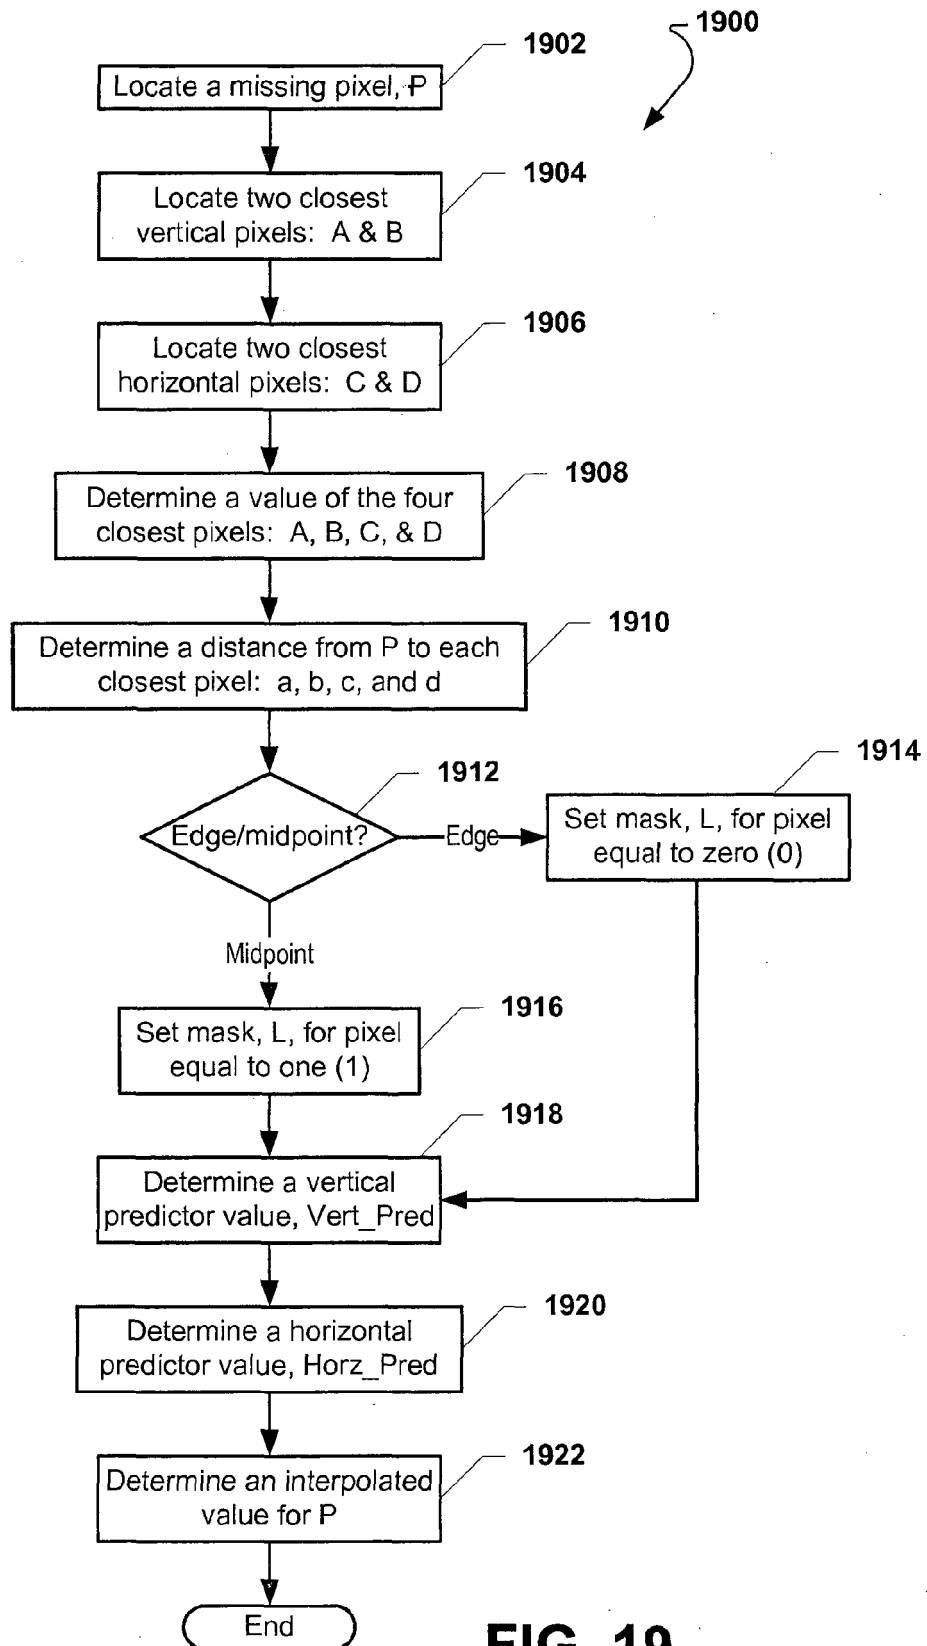 1900
1902
Locate a missing pixel, P
1904
Locate two closest
vertical pixels: A & B
1906
Locate two closest
horizontal pixels: C & D
1908
Determine a value of the four
closest pixels: A, B, C, & D
1910
Determine a distance from P to each
closest pixel: a, b, c, and d
1912
Edge/midpoint?
Edge
1914
Set mask, L, for pixel
equal to zero (0)
Midpoint
1916
Set mask, L, for pixel
equal to one (1)
1918
Determine a vertical
predictor value, Vert_Pred
1920
Determine a horizontal
predictor value, Horz_Pred
1922
Determine an interpolated
value for P
End
FIG. 19